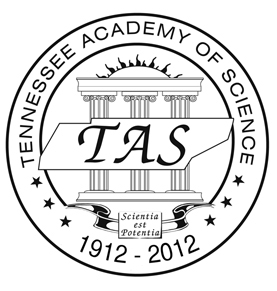 TENNESSEE ACADEMY OF SCIENCE
TAS
Scientia
est
Potentia
1912 - 2012